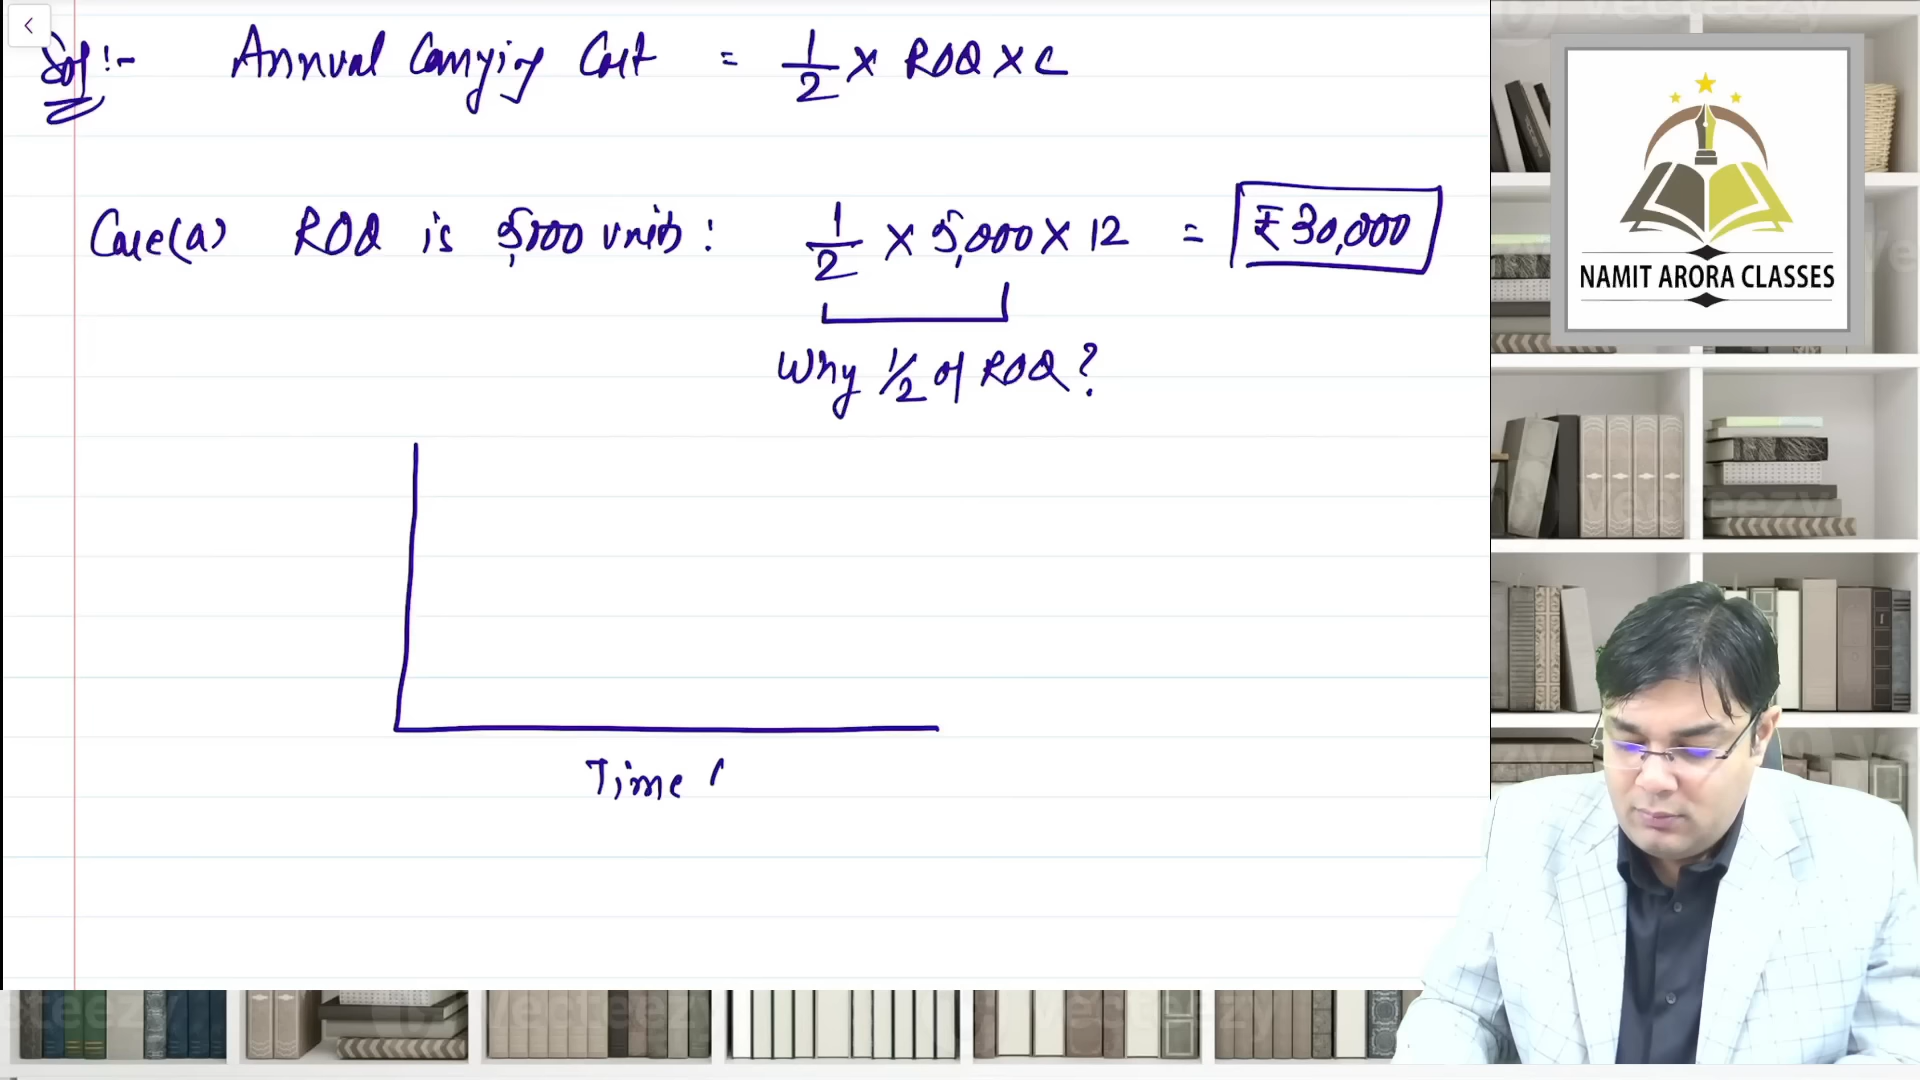 Sol :- Annual Carrying Cost = 1/2 × ROQ × C
Case(a) ROQ is 5,000 units : 1/2 × 5,000 × 12 = ₹ 30,000
Why 1/2 of ROQ ?
Time (
NAMIT ARORA CLASSES
vecteezy